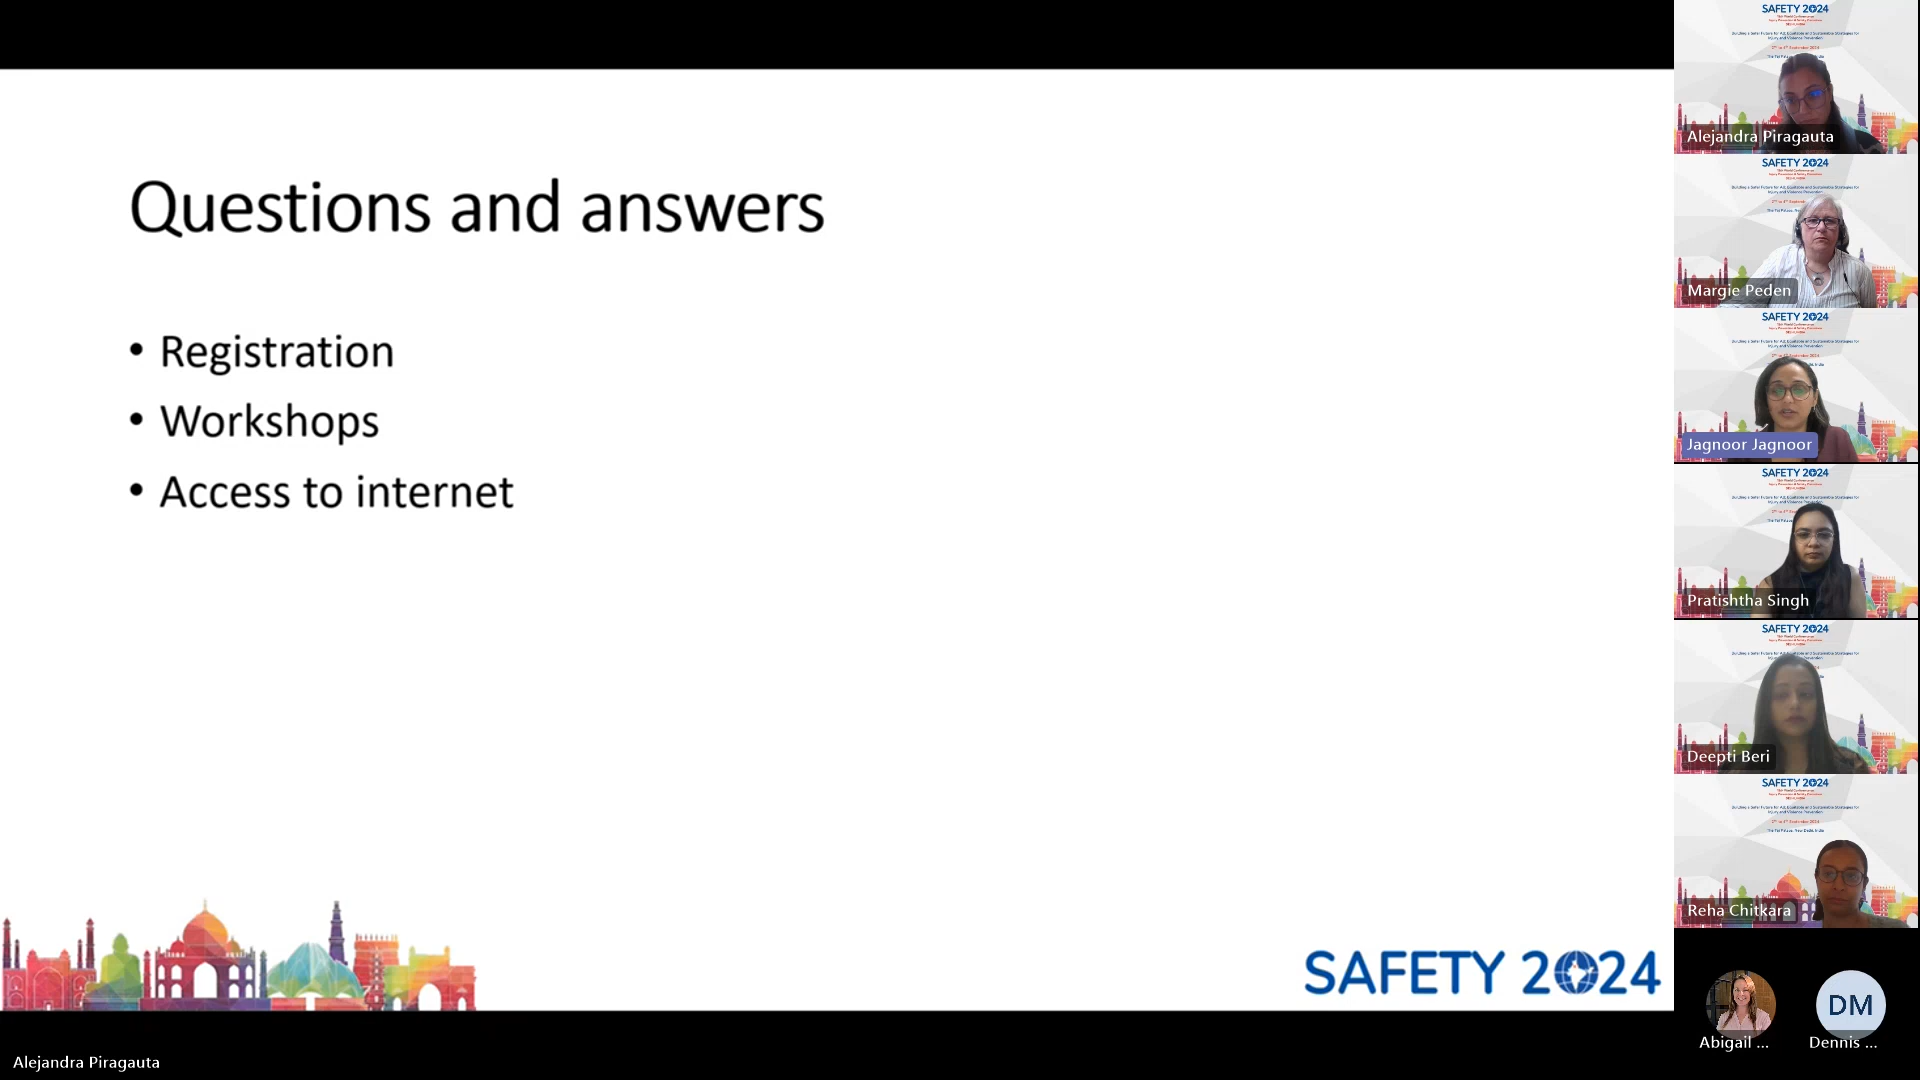 Questions and answers
• Registration
• Workshops
• Access to internet
SAFETY 2024
Alejandra Piragauta
SAFETY 2024
Alejandra Piragauta
SAFETY 2024
Margie Peden
SAFETY 2024
Jagnoor Jagnoor
SAFETY 2024
Pratishtha Singh
SAFETY 2024
Deepti Beri
SAFETY 2024
Reha Chitkara
DM
Abigail ...
Dennis ...